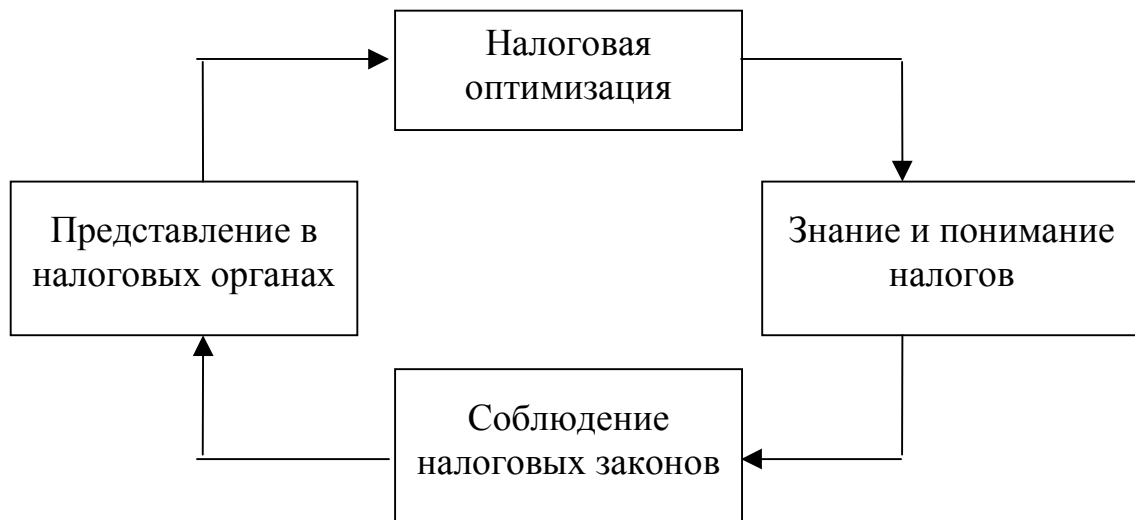 Налоговая
оптимизация
Представление в
налоговых органах
Знание и понимание
налогов
Соблюдение
налоговых законов